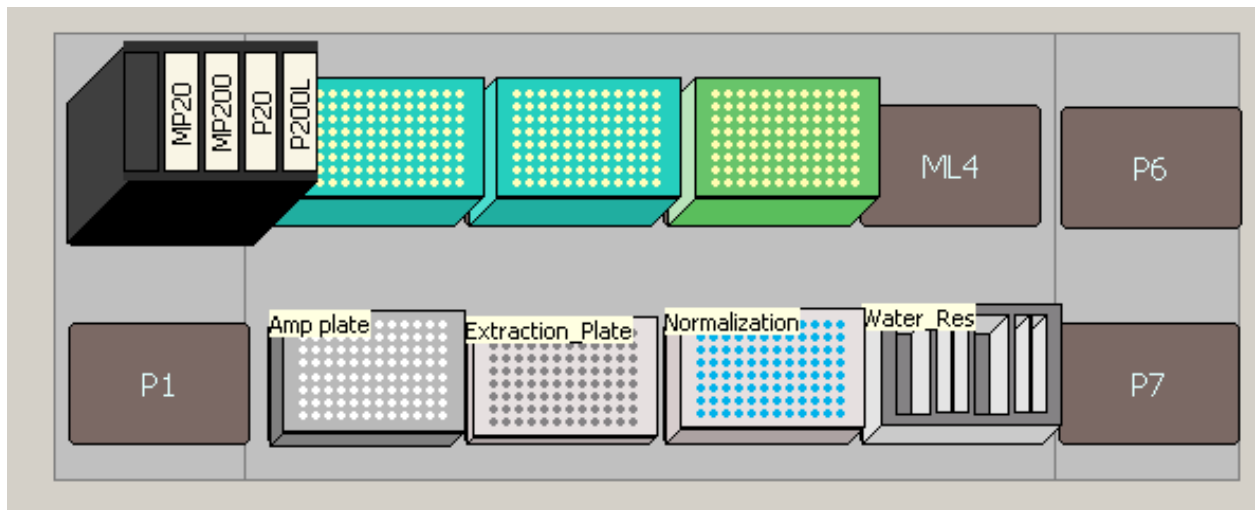 MP20
MP200
P20
P200L
ML4
P6
Amp plate
Extraction_Plate
Normalization
Water_Res
P1
P7